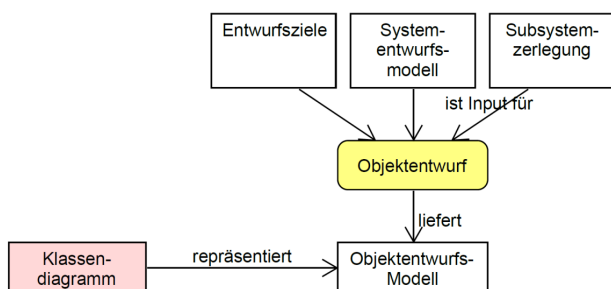 Entwurfsziele
System-
entwurfs-
modell
Subsystem-
zerlegung
ist Input für
Objektentwurf
liefert
Klassen-
diagramm
repräsentiert
Objektentwurfs-
Modell